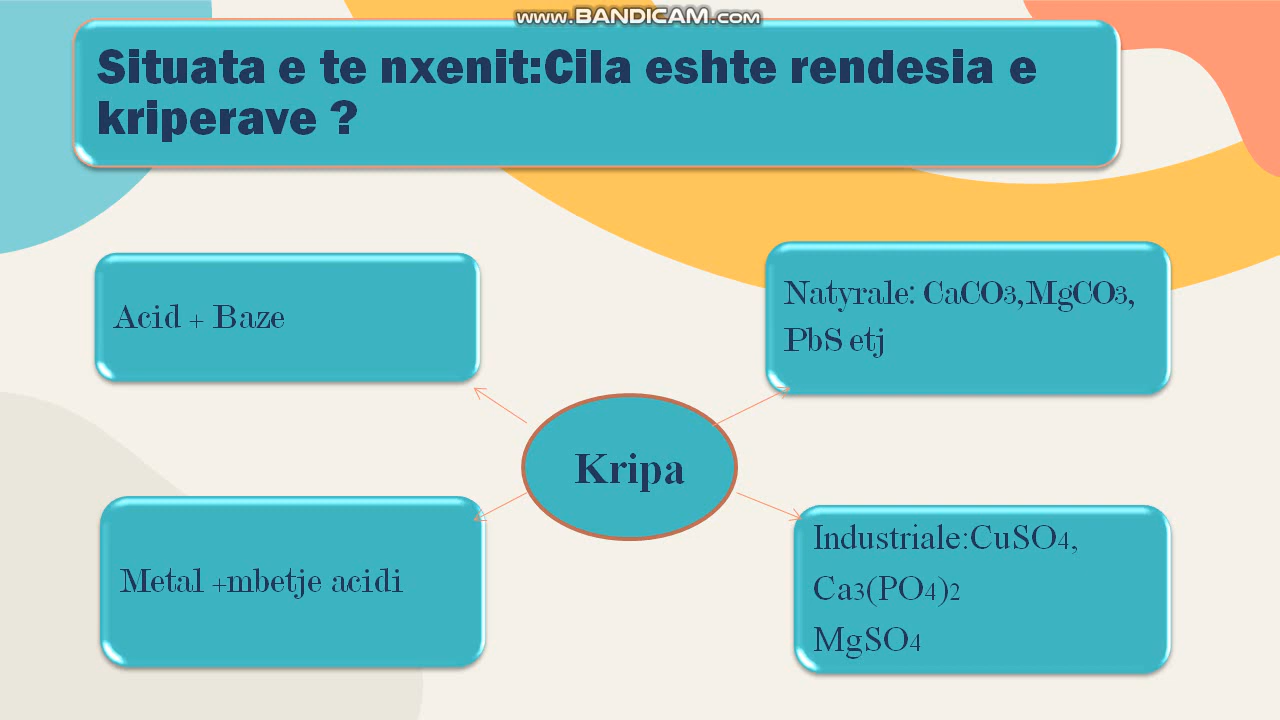 www.BANDICAM.com
Situata e te nxenit:Cila eshte rendesia e
kriperave ?
Acid + Baze
Natyrale: CaCO3,MgCO3,
PbS etj
Kripa
Metal +mbetje acidi
Industriale:CuSO4,
Ca3(PO4)2
MgSO4